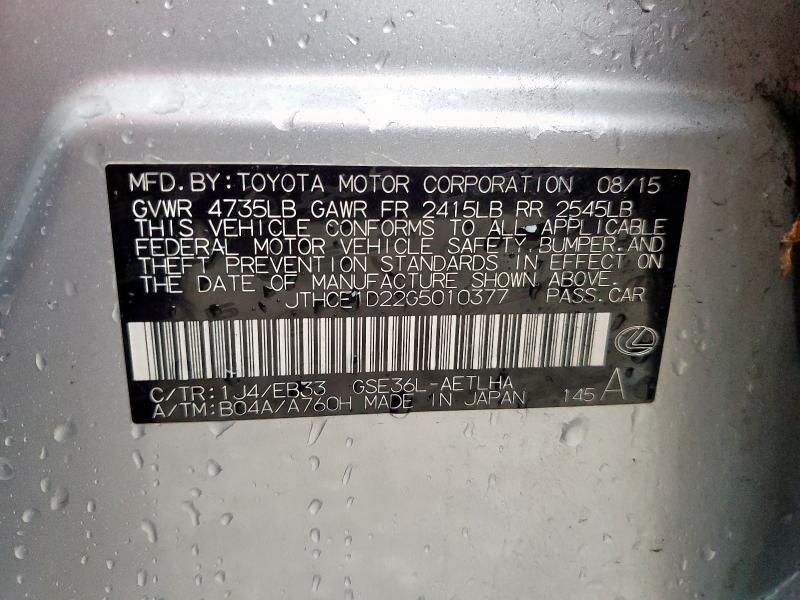 MFD.BY:TOYOTA MOTOR CORPORATION 08/15
GVWR 4735LB GAWR FR 2415LB RR 2545LB
THIS VEHICLE CONFORMS TO ALL APPLICABLE
FEDERAL MOTOR VEHICLE SAFETY, BUMPER, AND
THEFT PREVENTION STANDARDS IN EFFECT ON
THE DATE OF MANUFACTURE SHOWN ABOVE.
JTHCE1D22G5010377 PASS.CAR
C/TR:1J4/EB33 GSE36L-AETLHA 145 A
A/TM:B04A/A760H MADE IN JAPAN